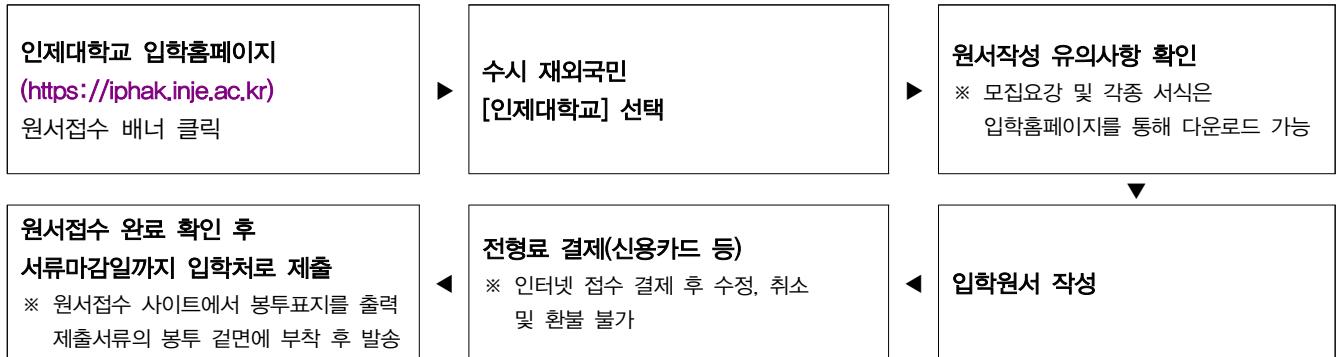 인제대학교 입학홈페이지
(https://iphak.inje.ac.kr)
원서접수 배너 클릭
▶
수시 재외국민
[인제대학교] 선택
▶
원서작성 유의사항 확인
※ 모집요강 및 각종 서식은
입학홈페이지를 통해 다운로드 가능
▼
입학원서 작성
◀
전형료 결제(신용카드 등)
※ 인터넷 접수 결제 후 수정, 취소
및 환불 불가
◀
원서접수 완료 확인 후
서류마감일까지 입학처로 제출
※ 원서접수 사이트에서 봉투표지를 출력
제출서류의 봉투 겉면에 부착 후 발송